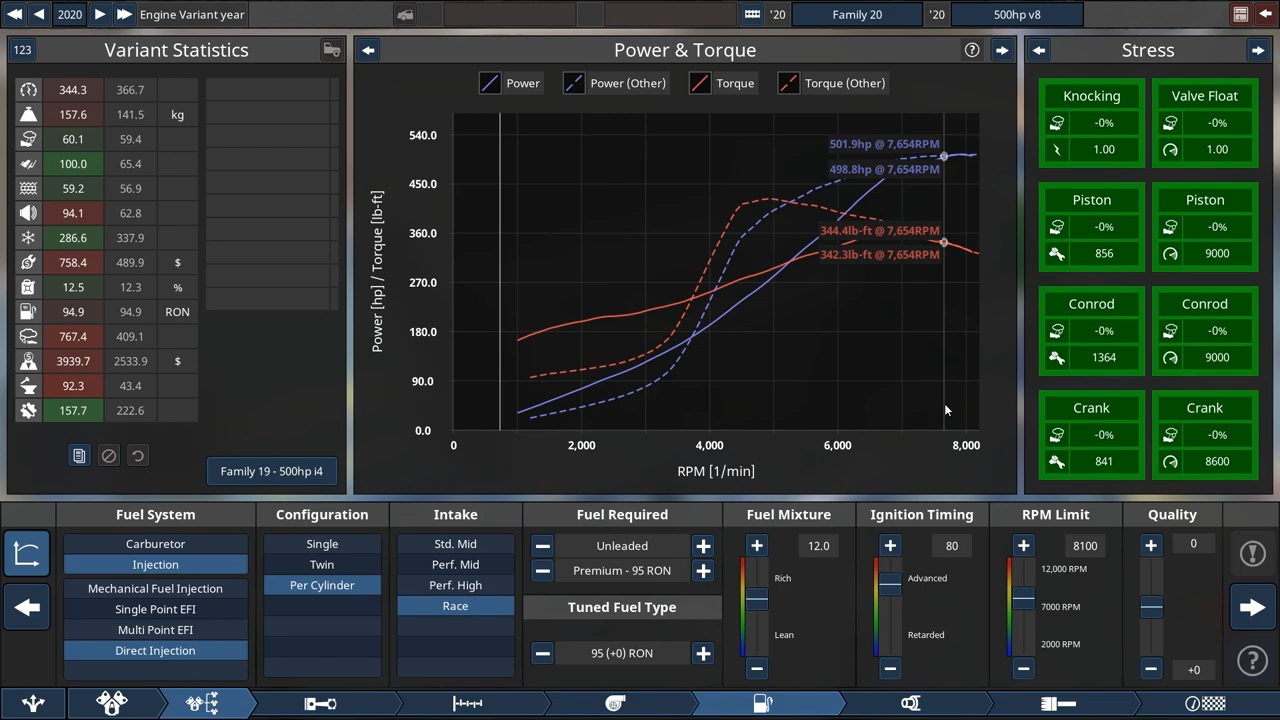 2020
Engine Variant year
'20
Family 20
'20
500hp v8
123
Variant Statistics
344.3 366.7
157.6 141.5 kg
60.1 59.4
100.0 65.4
59.2 56.9
94.1 62.8
286.6 337.9
758.4 489.9 $
12.5 12.3 %
94.9 94.9 RON
767.4 409.1
3939.7 2533.9 $
92.3 43.4
157.7 222.6
Family 19 - 500hp i4
Power & Torque
Power
Power (Other)
Torque
Torque (Other)
Power [hp] / Torque [lb-ft]
540.0
450.0
360.0
270.0
180.0
90.0
0.0
501.9hp @ 7,654RPM
498.8hp @ 7,654RPM
344.4lb-ft @ 7,654RPM
342.3lb-ft @ 7,654RPM
0 2,000 4,000 6,000 8,000
RPM [1/min]
Stress
Knocking
-0%
1.00
Valve Float
-0%
1.00
Piston
-0%
856
Piston
-0%
9000
Conrod
-0%
1364
Conrod
-0%
9000
Crank
-0%
841
Crank
-0%
8600
Fuel System
Carburetor
Injection
Mechanical Fuel Injection
Single Point EFI
Multi Point EFI
Direct Injection
Configuration
Single
Twin
Per Cylinder
Intake
Std. Mid
Perf. Mid
Perf. High
Race
Fuel Required
Unleaded
Premium - 95 RON
Tuned Fuel Type
95 (+0) RON
Fuel Mixture
12.0
Rich
Lean
Ignition Timing
80
Advanced
Retarded
RPM Limit
8100
12,000 RPM
7000 RPM
2000 RPM
Quality
0
+0